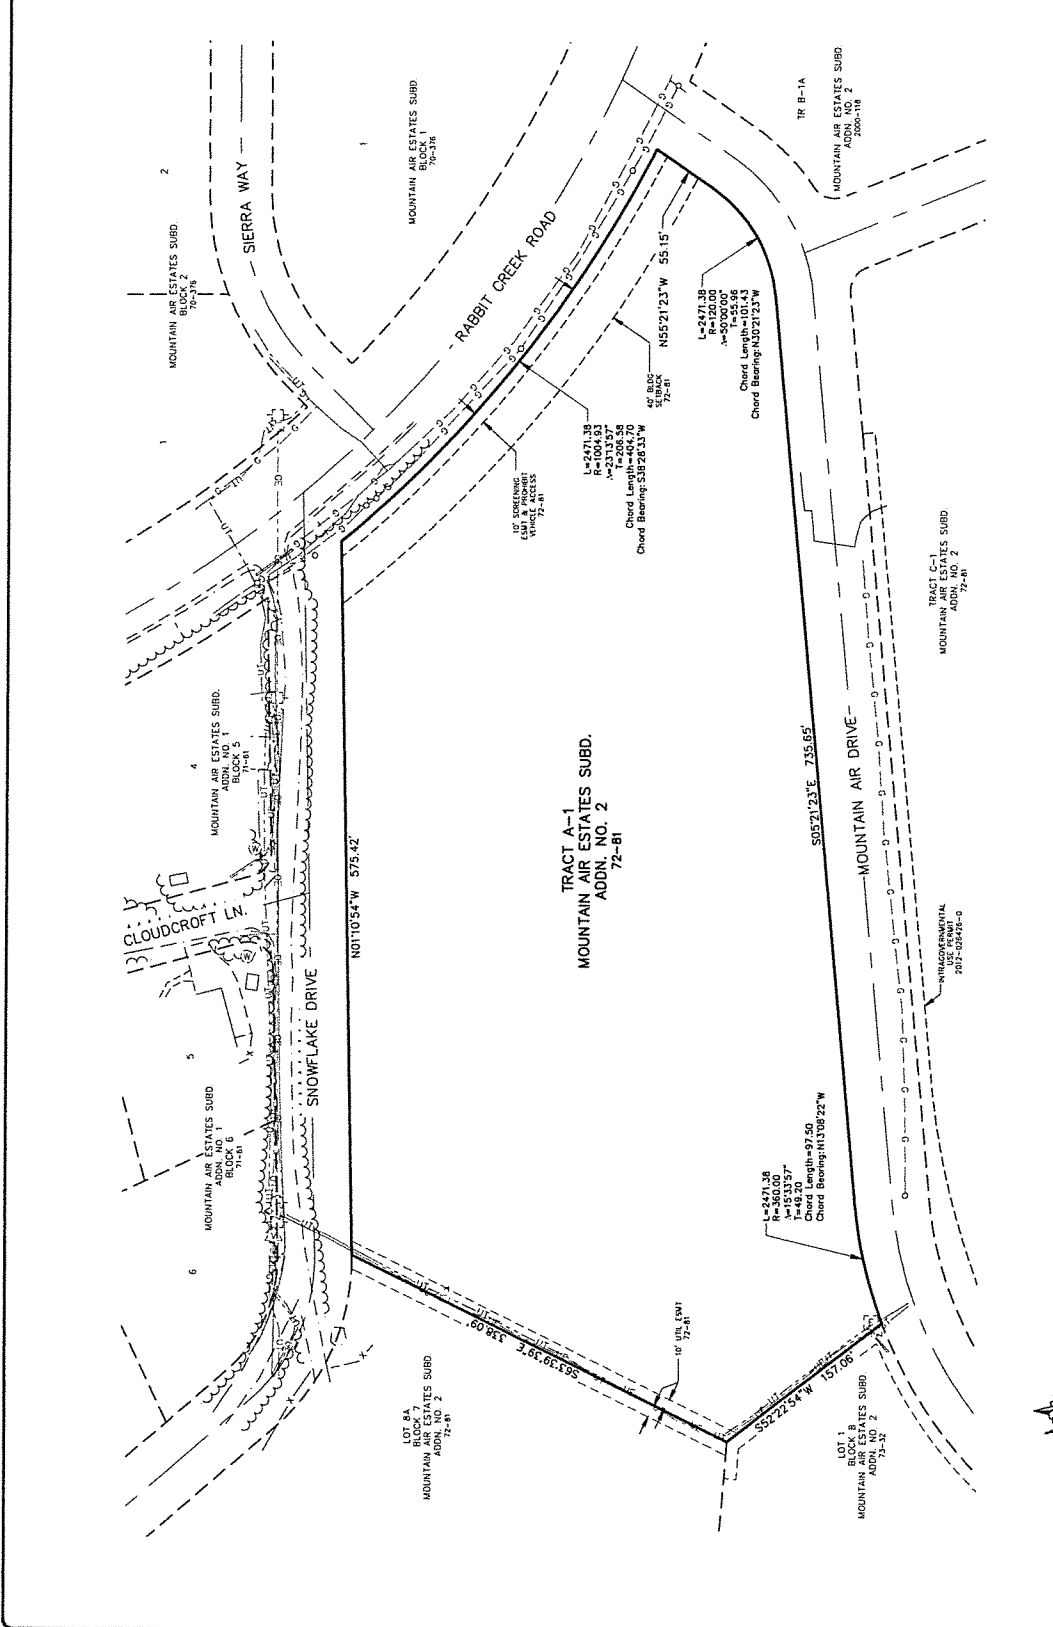 2
MOUNTAIN AIR ESTATES SUBD.
BLOCK 2
70-376
1
SIERRA WAY
MOUNTAIN AIR ESTATES SUBD.
BLOCK 1
70-376
1
RABBIT CREEK ROAD
TR B-1A
MOUNTAIN AIR ESTATES SUBD.
ADDN. NO. 2
2000-118
N55°21'23"W 55.15'
L=2471.38
R=120.00
Δ=50°00'00"
T=55.96
Chord Length=101.43
Chord Bearing:N30°21'23"W
40' BLDG
SETBACK
72-81
L=2471.38
R=1004.93
Δ=23°13'57"
T=206.58
Chord Length=404.70
Chord Bearing:S38°28'33"W
10' SCREENING
ESMT & PROHIBIT
VEHICLE ACCESS
72-81
4
MOUNTAIN AIR ESTATES SUBD.
ADDN. NO. 1
BLOCK 5
71-61
CLOUDCROFT LN.
5
MOUNTAIN AIR ESTATES SUBD
ADDN. NO. 1
BLOCK 6
71-61
6
SNOWFLAKE DRIVE
N01°10'54"W 575.42'
TRACT A-1
MOUNTAIN AIR ESTATES SUBD.
ADDN. NO. 2
72-81
S05°21'23"E 735.65'
MOUNTAIN AIR DRIVE
TRACT C-1
MOUNTAIN AIR ESTATES SUBD.
ADDN. NO. 2
72-81
INTRAGOVERNMENTAL
USE PERMIT
2012-028426-0
L=2471.38
R=360.00
Δ=15°33'57"
T=49.20
Chord Length=97.50
Chord Bearing:N13°08'22"W
S63°39'39"E 338.09'
10' UTIL ESMT
72-81
S52°22'54"W 157.06'
LOT 8A
BLOCK 7
MOUNTAIN AIR ESTATES SUBD.
ADDN. NO. 2
72-81
LOT 1
BLOCK B
MOUNTAIN AIR ESTATES SUBD
ADDN. NO. 2
73-32